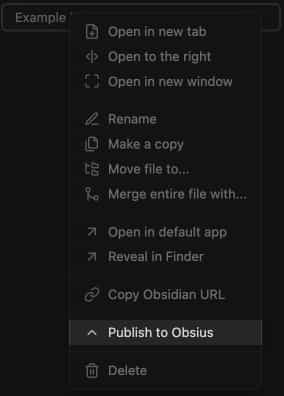 Example
Open in new tab
Open to the right
Open in new window
Rename
Make a copy
Move file to...
Merge entire file with...
Open in default app
Reveal in Finder
Copy Obsidian URL
Publish to Obsius
Delete